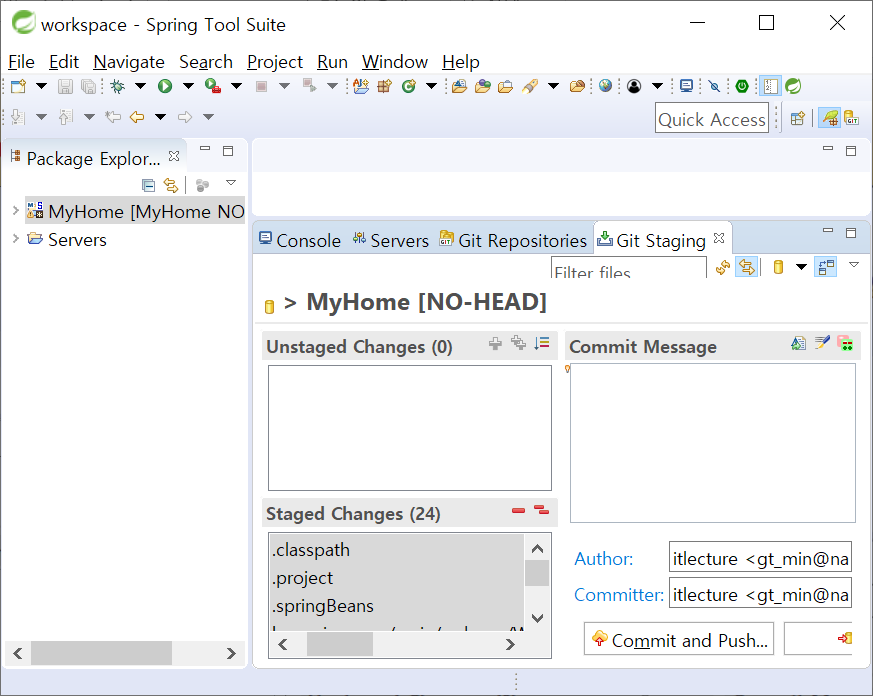 workspace - Spring Tool Suite
File Edit Navigate Search Project Run Window Help
Quick Access
Package Explor...
MyHome [MyHome NO
Servers
Console Servers Git Repositories Git Staging
Filter files
> MyHome [NO-HEAD]
Unstaged Changes (0)
Commit Message
Staged Changes (24)
.classpath
.project
.springBeans
Author: itlecture <gt_min@na
Committer: itlecture <gt_min@na
Commit and Push...